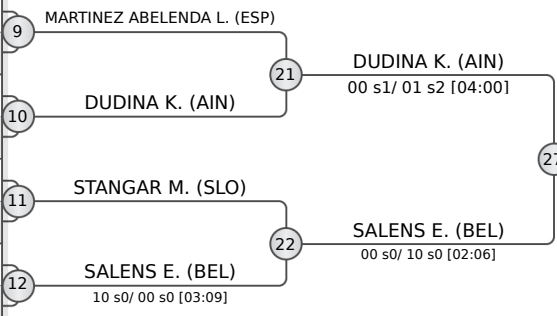 9
MARTINEZ ABELENDA L. (ESP)
21
DUDINA K. (AIN)
00 s1/ 01 s2 [04:00]
10
DUDINA K. (AIN)
27
11
STANGAR M. (SLO)
22
SALENS E. (BEL)
00 s0/ 10 s0 [02:06]
12
SALENS E. (BEL)
10 s0/ 00 s0 [03:09]